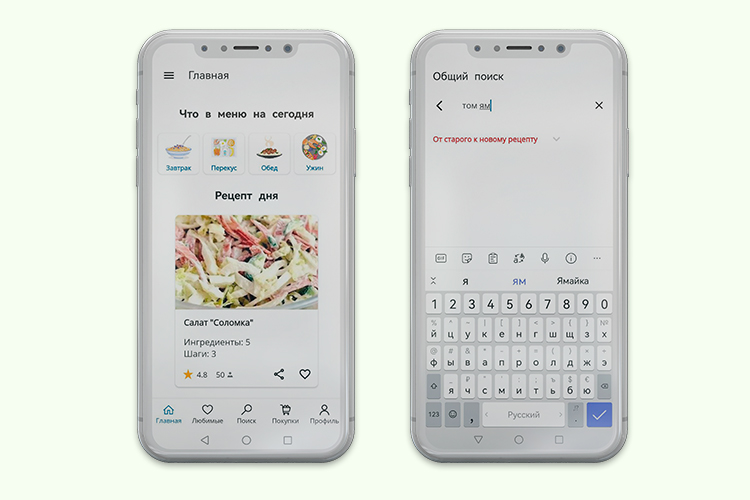 Главная
Что в меню на сегодня
Завтрак
Перекус
Обед
Ужин
Рецепт дня
Салат "Соломка"
Ингредиенты: 5
Шаги: 3
4.8 50
Главная Любимые Поиск Покупки Профиль
Общий поиск
том ям
От старого к новому рецепту
GIF
я ям Ямайка
1 2 3 4 5 6 7 8 9 0
й ц у к е н г ш щ з х
ф ы в а п р о л д ж э
я ч с м и т ь б ю
123 , Русский